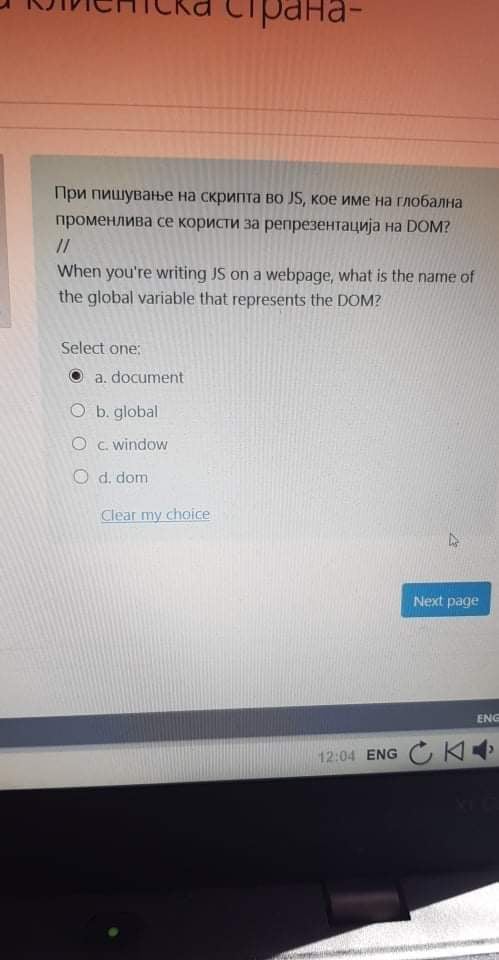 клиентска страна-
При пишување на скрипта во JS, кое име на глобална
променлива се користи за репрезентација на DOM?
//
When you're writing JS on a webpage, what is the name of
the global variable that represents the DOM?
Select one:
a. document
b. global
c. window
d. dom
Clear my choice
Next page
ENG
12:04 ENG